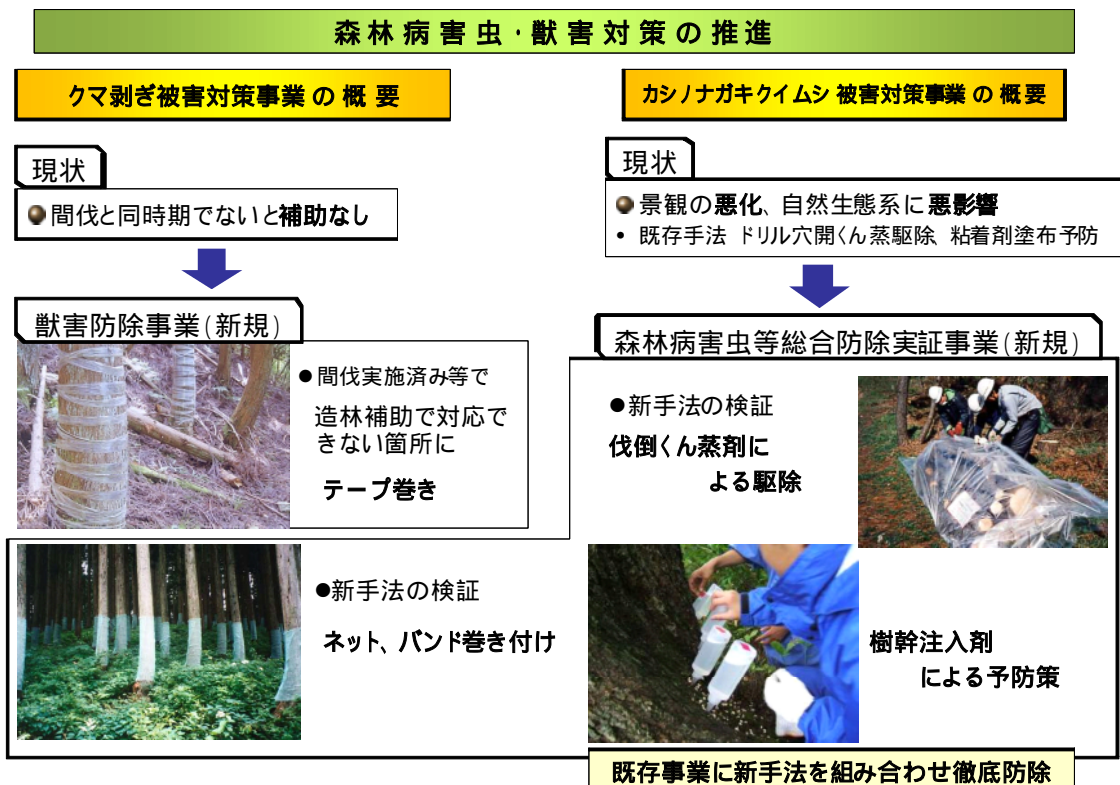 森林病害虫・獣害対策の推進
クマ剥ぎ被害対策事業の概要
現状
●間伐と同時期でないと補助なし
獣害防除事業(新規)
●間伐実施済み等で
造林補助で対応で
きない箇所に
テープ巻き
●新手法の検証
ネット、バンド巻き付け
カシノナガキクイムシ被害対策事業の概要
現状
●景観の悪化、自然生態系に悪影響
• 既存手法 ドリル穴開くん蒸駆除、粘着剤塗布予防
森林病害虫等総合防除実証事業(新規)
●新手法の検証
伐倒くん蒸剤に
よる駆除
樹幹注入剤
による予防策
既存事業に新手法を組み合わせ徹底防除